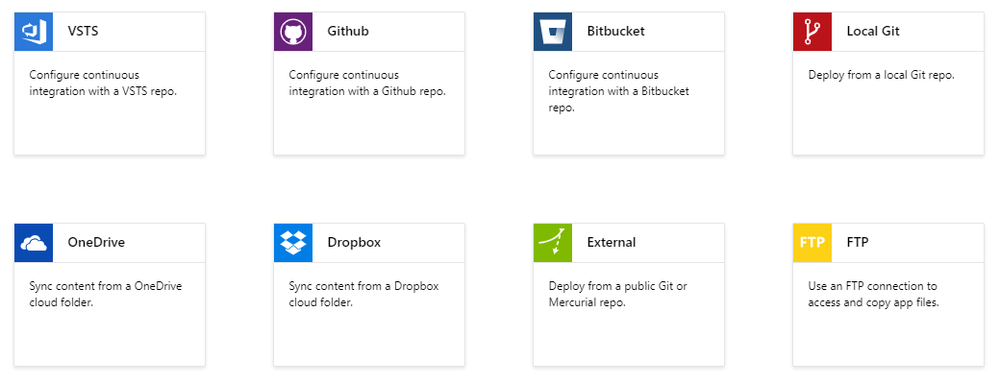 VSTS
Configure continuous
integration with a VSTS repo.
Github
Configure continuous
integration with a Github repo.
Bitbucket
Configure continuous
integration with a Bitbucket
repo.
Local Git
Deploy from a local Git repo.
OneDrive
Sync content from a OneDrive
cloud folder.
Dropbox
Sync content from a Dropbox
cloud folder.
External
Deploy from a public Git or
Mercurial repo.
FTP
FTP
Use an FTP connection to
access and copy app files.